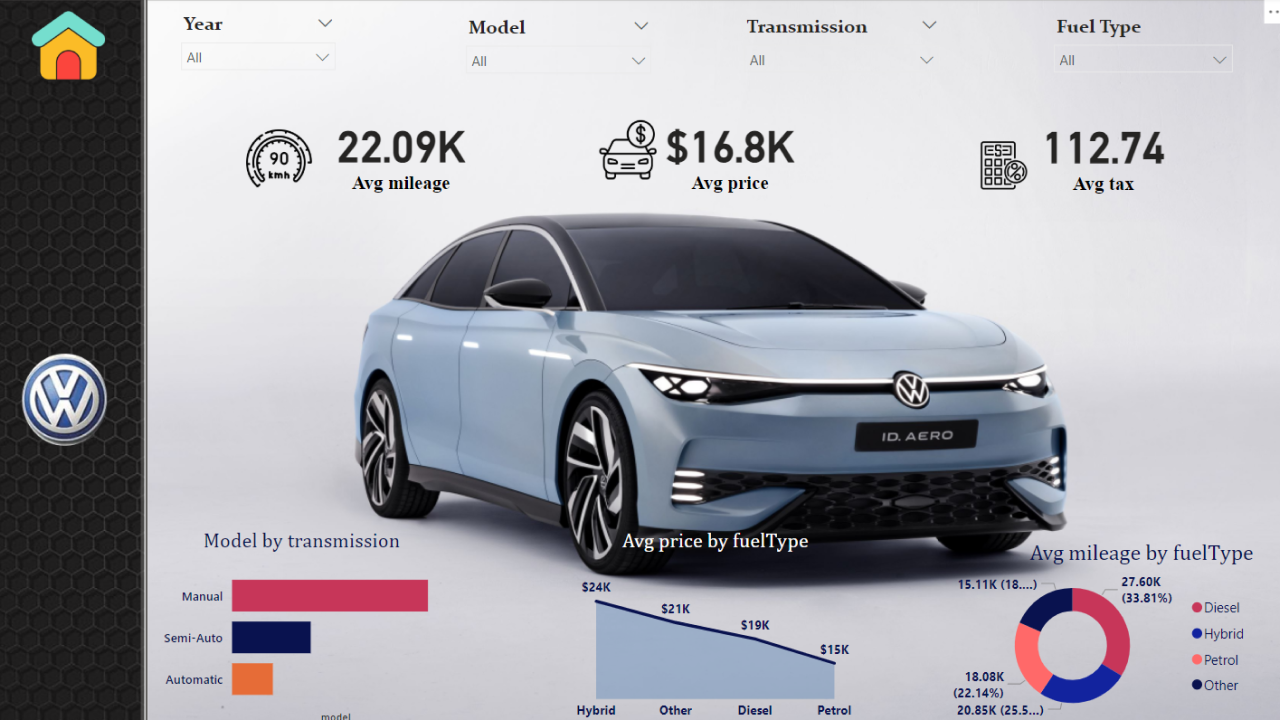 Year
Model
Transmission
Fuel Type
All
All
All
All
90
kmh
22.09K
Avg mileage
$
$16.8K
Avg price
%
112.74
Avg tax
ID. AERO
Model by transmission
Manual
Semi-Auto
Automatic
model
Avg price by fuelType
$24K
$21K
$19K
$15K
Hybrid
Other
Diesel
Petrol
Avg mileage by fuelType
15.11K (18....)
27.60K
(33.81%)
18.08K
(22.14%)
20.85K (25.5...)
Diesel
Hybrid
Petrol
Other